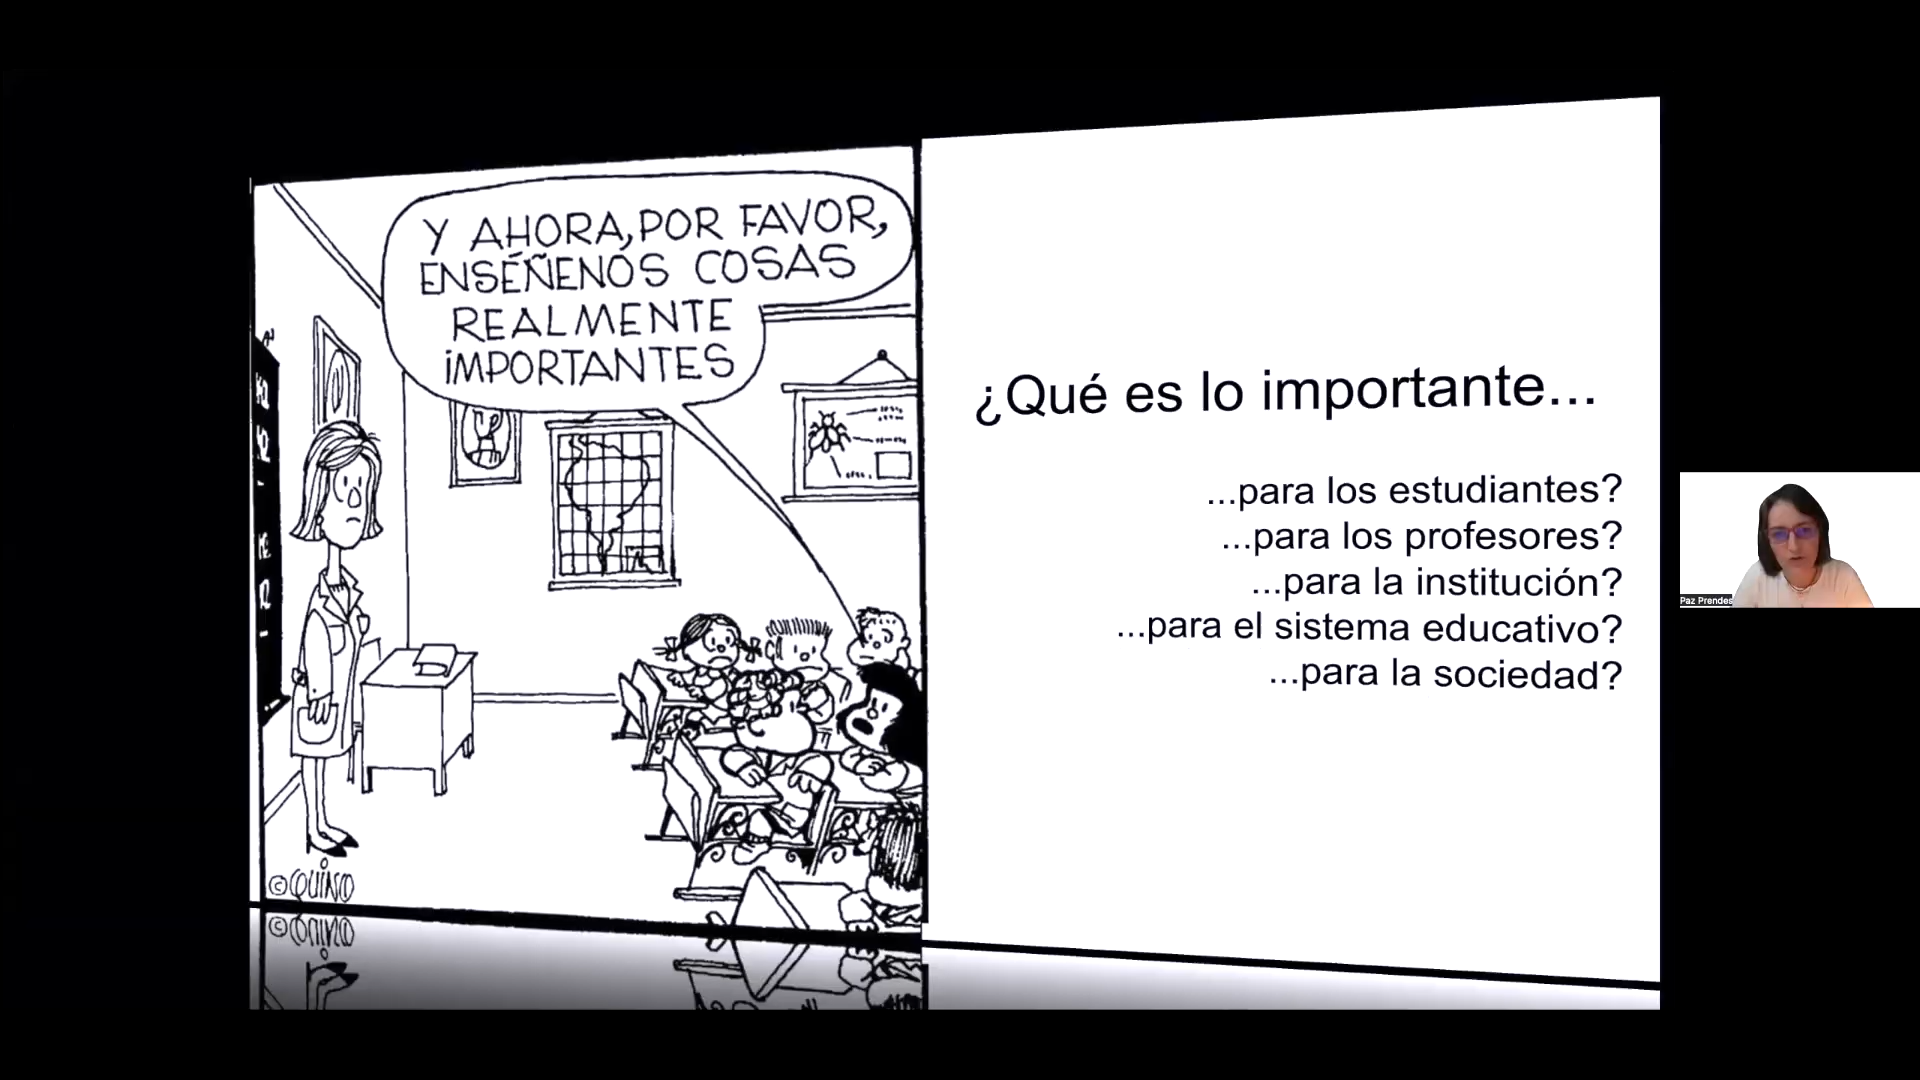 Y AHORA, POR FAVOR,
ENSÉÑENOS COSAS
REALMENTE
iMPORTANTES
©QUINO
¿Qué es lo importante...
...para los estudiantes?
...para los profesores?
...para la institución?
...para el sistema educativo?
...para la sociedad?
Paz Prendes